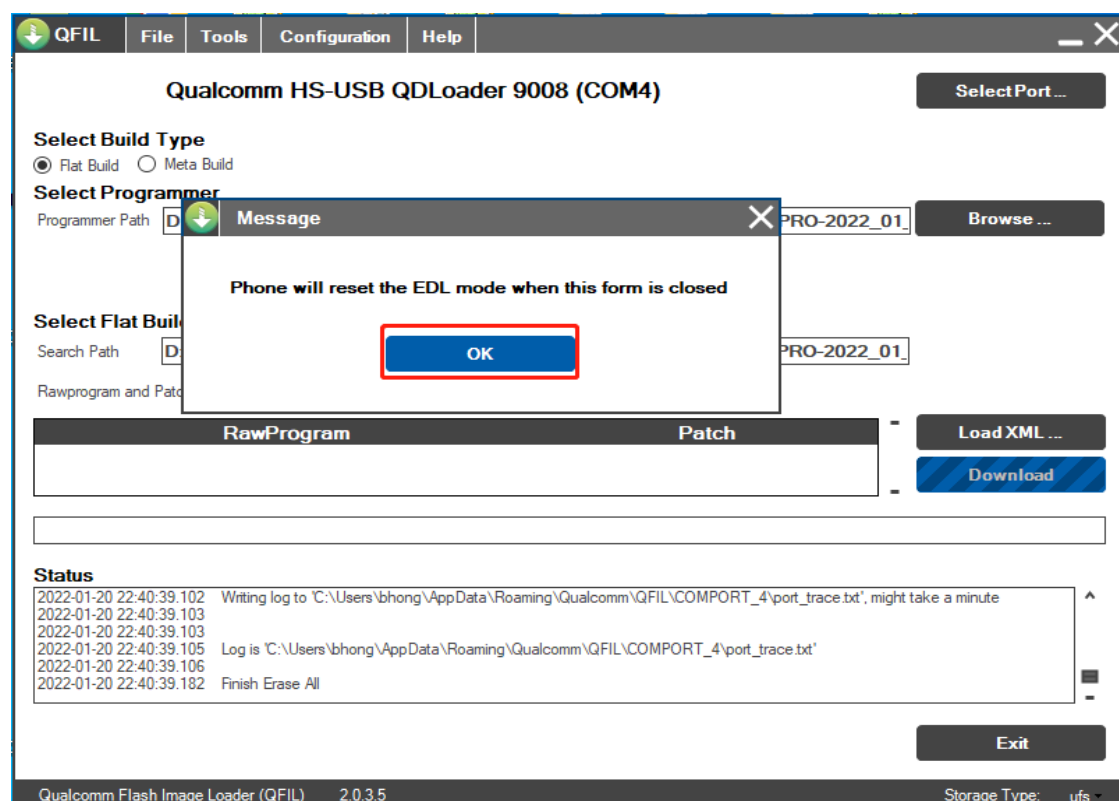 QFIL File Tools Configuration Help
Qualcomm HS-USB QDLoader 9008 (COM4)
Select Port ...
Select Build Type
Flat Build Meta Build
Select Programmer
Programmer Path D PRO-2022_01_ Browse ...
Message
Phone will reset the EDL mode when this form is closed
OK
Select Flat Buil
Search Path D: PRO-2022_01_
Rawprogram and Patc
RawProgram Patch
Load XML ...
Download
Status
2022-01-20 22:40:39.102 Writing log to 'C:\Users\bhong\AppData\Roaming\Qualcomm\QFIL\COMPORT_4\port_trace.txt', might take a minute
2022-01-20 22:40:39.103
2022-01-20 22:40:39.103
2022-01-20 22:40:39.105 Log is 'C:\Users\bhong\AppData\Roaming\Qualcomm\QFIL\COMPORT_4\port_trace.txt'
2022-01-20 22:40:39.106
2022-01-20 22:40:39.182 Finish Erase All
Exit
Qualcomm Flash Image Loader (QFIL) 2.0.3.5 Storage Type: ufs